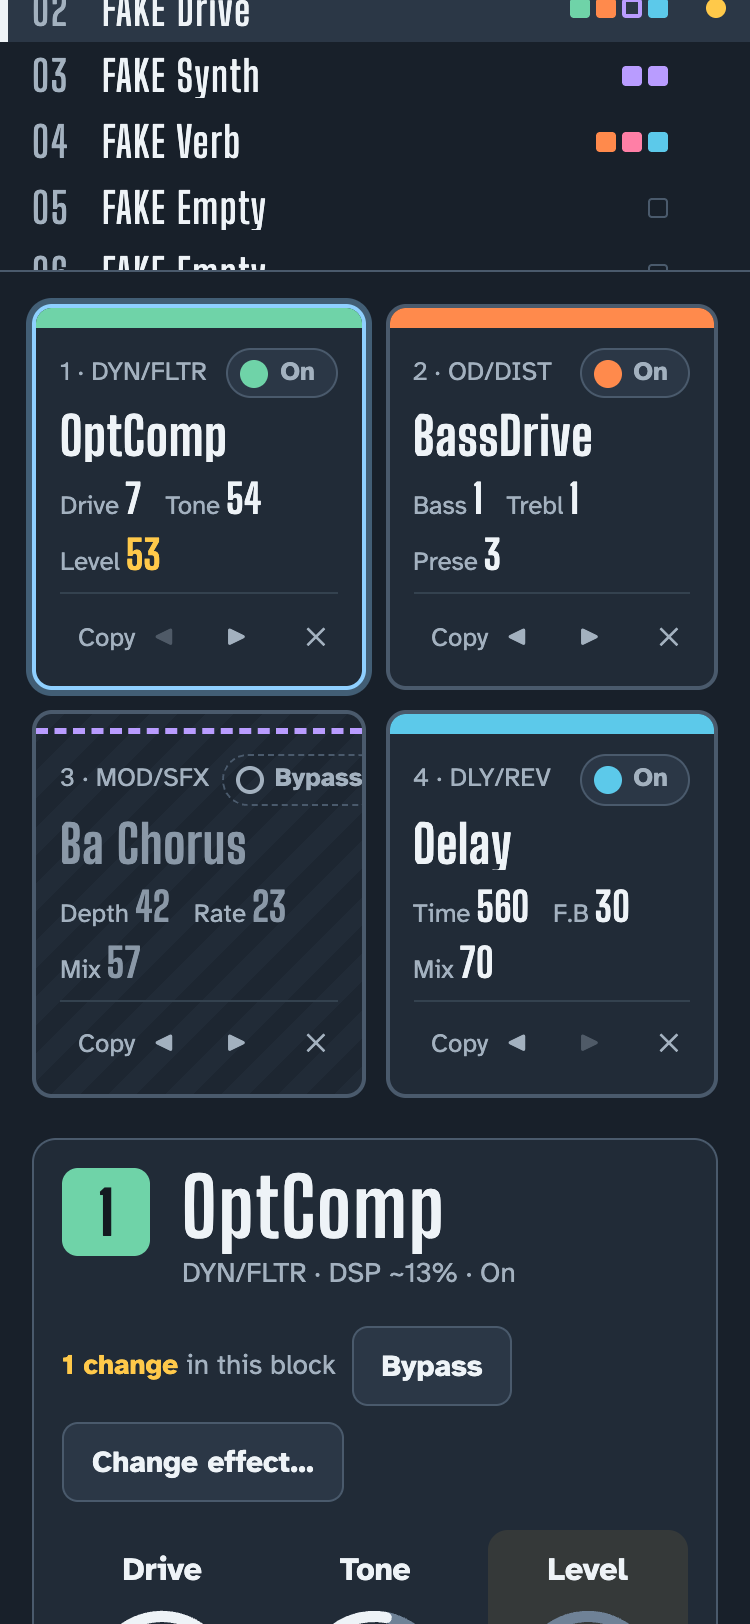 02 FAKE Drive
03 FAKE Synth
04 FAKE Verb
05 FAKE Empty
06 FAKE Empty
1 · DYN/FLTR On
OptComp
Drive 7 Tone 54
Level 53
Copy ◀ ▶ ×
2 · OD/DIST On
BassDrive
Bass 1 Trebl 1
Prese 3
Copy ◀ ▶ ×
3 · MOD/SFX Bypass
Ba Chorus
Depth 42 Rate 23
Mix 57
Copy ◀ ▶ ×
4 · DLY/REV On
Delay
Time 560 F.B 30
Mix 70
Copy ◀ ▶ ×
1 OptComp
DYN/FLTR · DSP ~13% · On
1 change in this block Bypass
Change effect...
Drive Tone Level